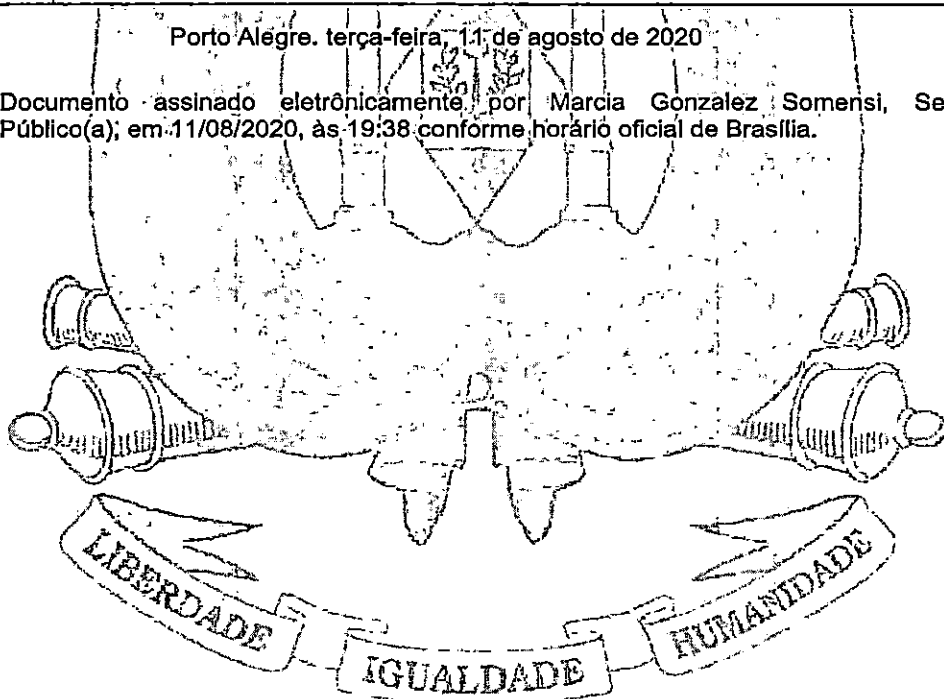 Porto Alegre. terça-feira, 11 de agosto de 2020
Documento assinado eletrônicamente por Marcia Gonzalez Somensi, Se
Público(a), em 11/08/2020, às 19:38 conforme horário oficial de Brasília.
LIBERDADE
IGUALDADE
HUMANIDADE